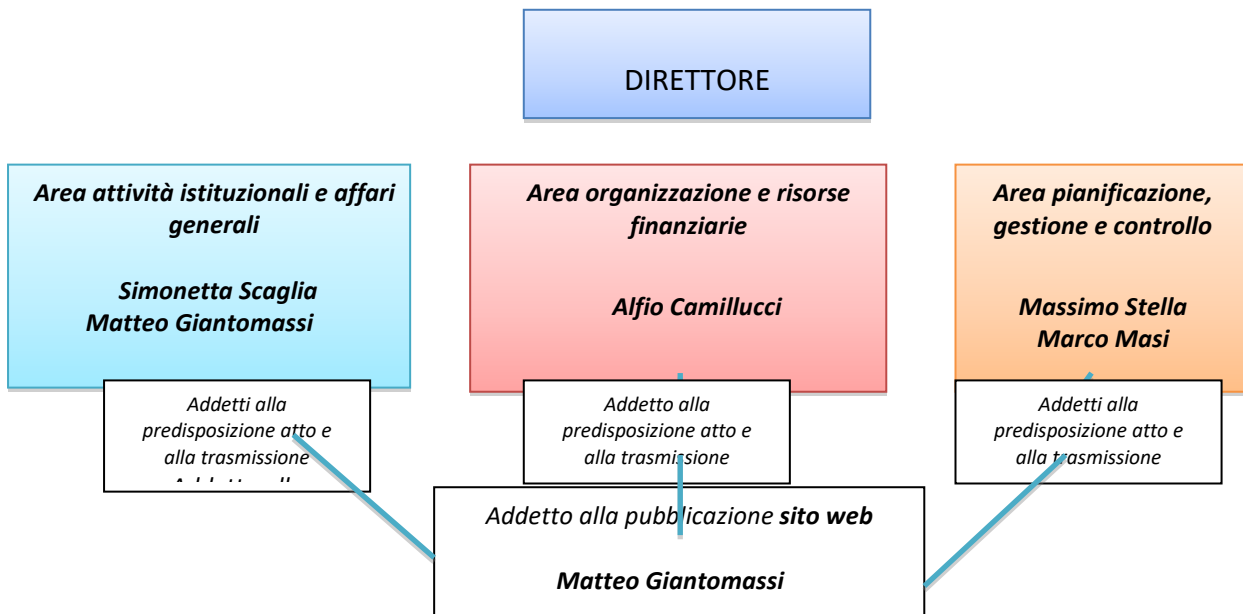 DIRETTORE
Area attività istituzionali e affari
generali
Simonetta Scaglia
Matteo Giantomassi
Area organizzazione e risorse
finanziarie
Alfio Camillucci
Area pianificazione,
gestione e controllo
Massimo Stella
Marco Masi
Addetti alla
predisposizione atto e
alla trasmissione
Addetto alla
predisposizione atto e
alla trasmissione
Addetti alla
predisposizione atto e
alla trasmissione
Addetto alla pubblicazione sito web
Matteo Giantomassi